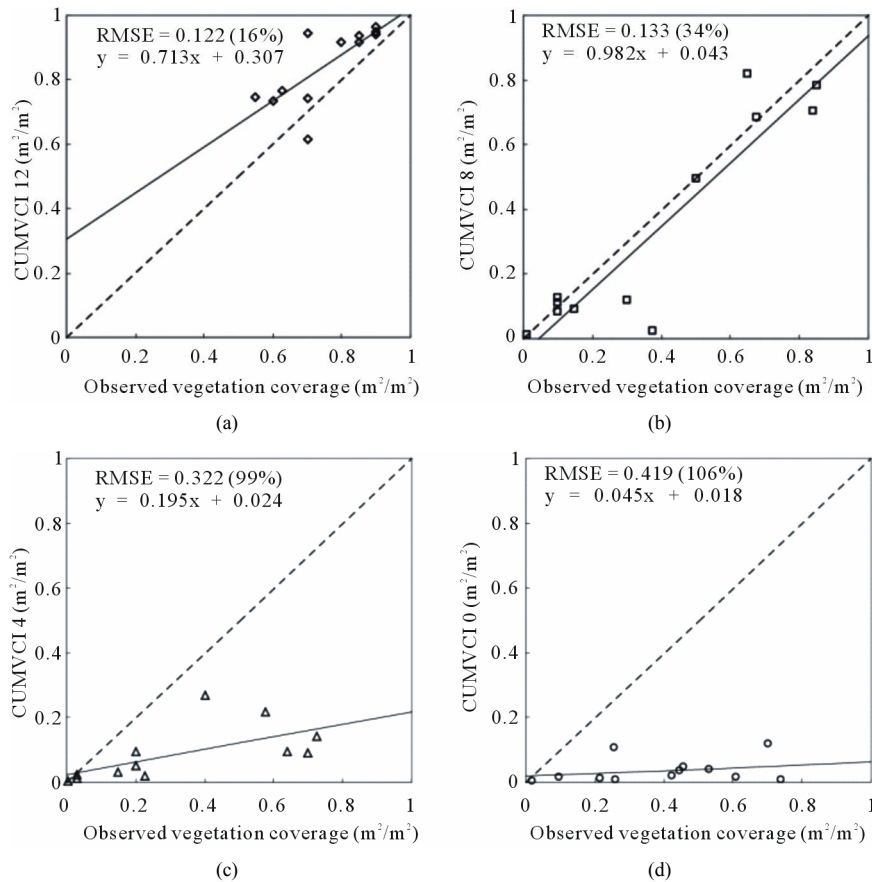 RMSE = 0.122 (16%)
y = 0.713x + 0.307
CUMVCI 12 (m²/m²)
1
0.8
0.6
0.4
0.2
0
0 0.2 0.4 0.6 0.8 1
Observed vegetation coverage (m²/m²)
(a)
RMSE = 0.133 (34%)
y = 0.982x + 0.043
CUMVCI 8 (m²/m²)
1
0.8
0.6
0.4
0.2
0
0 0.2 0.4 0.6 0.8 1
Observed vegetation coverage (m²/m²)
(b)
RMSE = 0.322 (99%)
y = 0.195x + 0.024
CUMVCI 4 (m²/m²)
1
0.8
0.6
0.4
0.2
0
0 0.2 0.4 0.6 0.8 1
Observed vegetation coverage (m²/m²)
(c)
RMSE = 0.419 (106%)
y = 0.045x + 0.018
CUMVCI 0 (m²/m²)
1
0.8
0.6
0.4
0.2
0
0 0.2 0.4 0.6 0.8 1
Observed vegetation coverage (m²/m²)
(d)